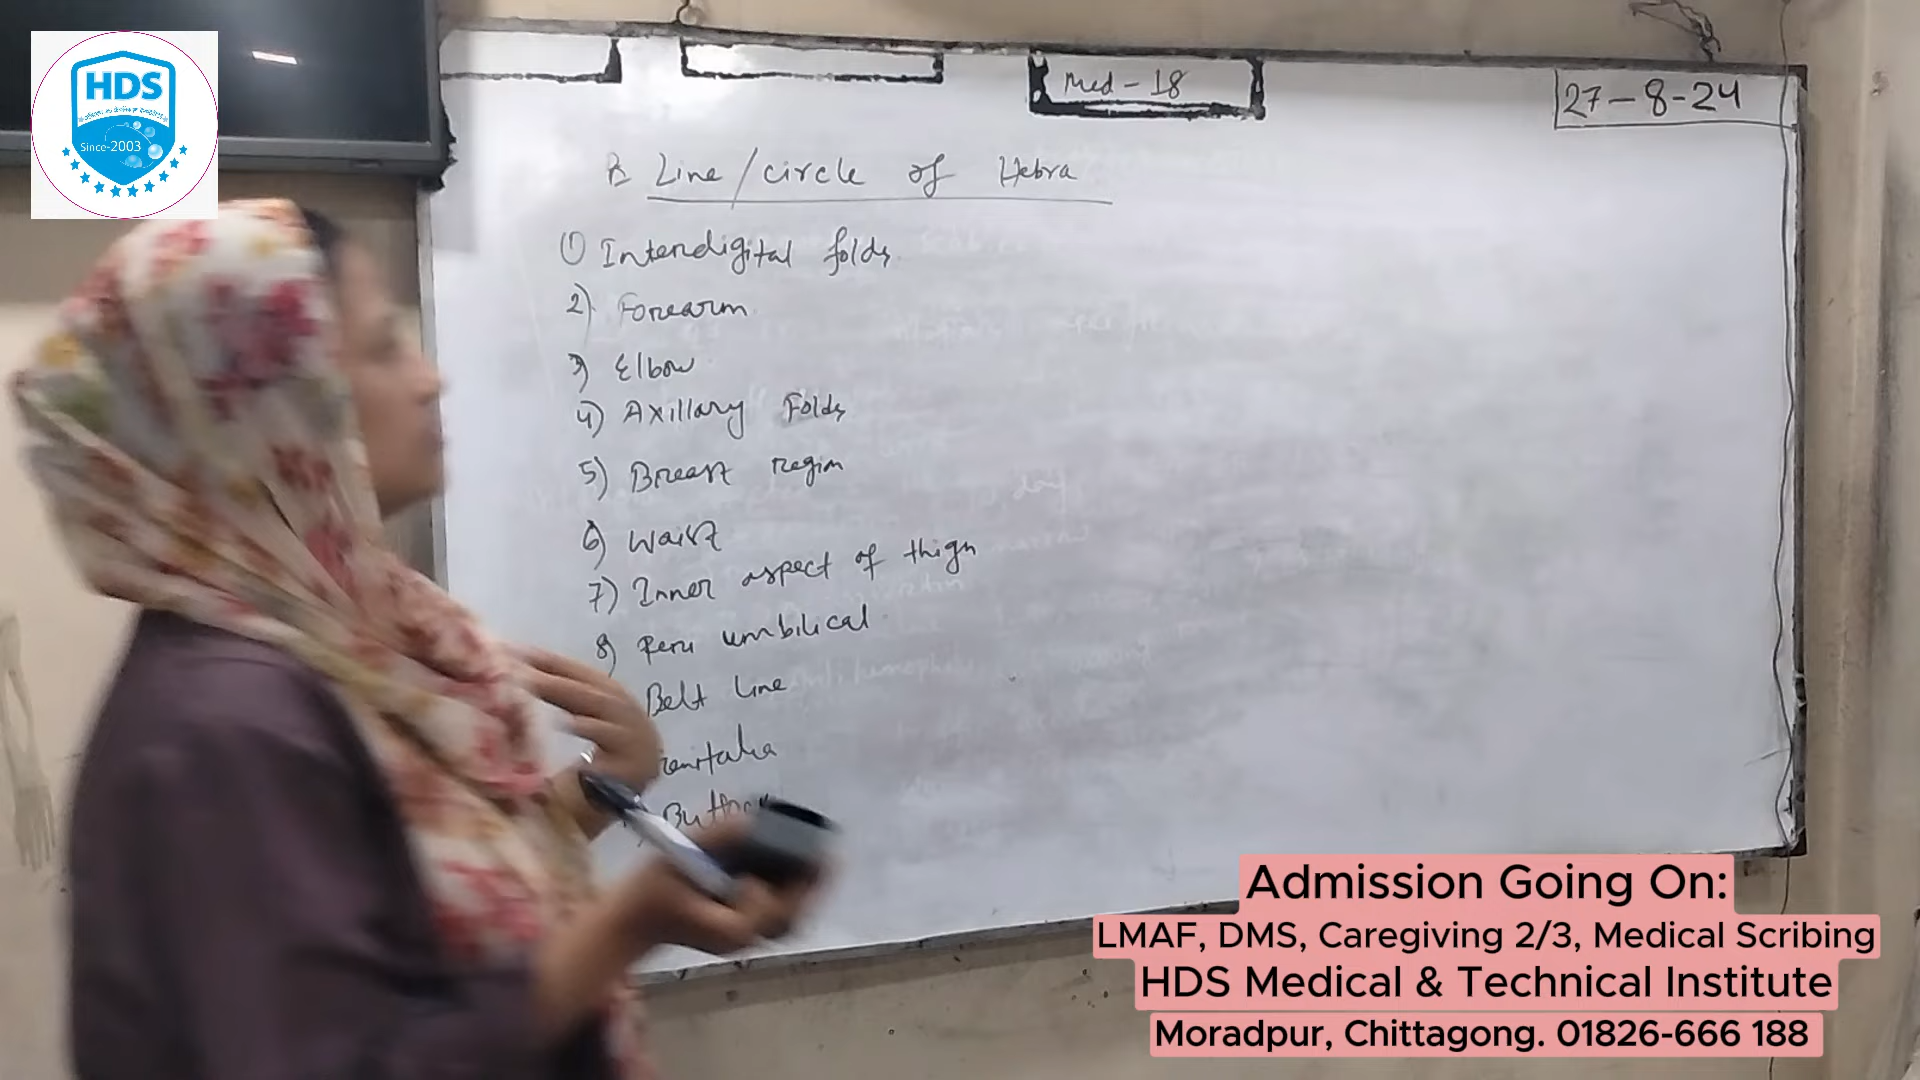 HDS
Since-2003
Med - 18
27-8-24
Line/circle of Hebra
1) Interdigital folds
2) Forearm
3) Elbow
4) Axillary Folds
5) Breast region
6) Waist
7) Inner aspect of thigh
8) Peri umbilical
Belt Line
enitalia
Buttock
Admission Going On:
LMAF, DMS, Caregiving 2/3, Medical Scribing
HDS Medical & Technical Institute
Moradpur, Chittagong. 01826-666 188